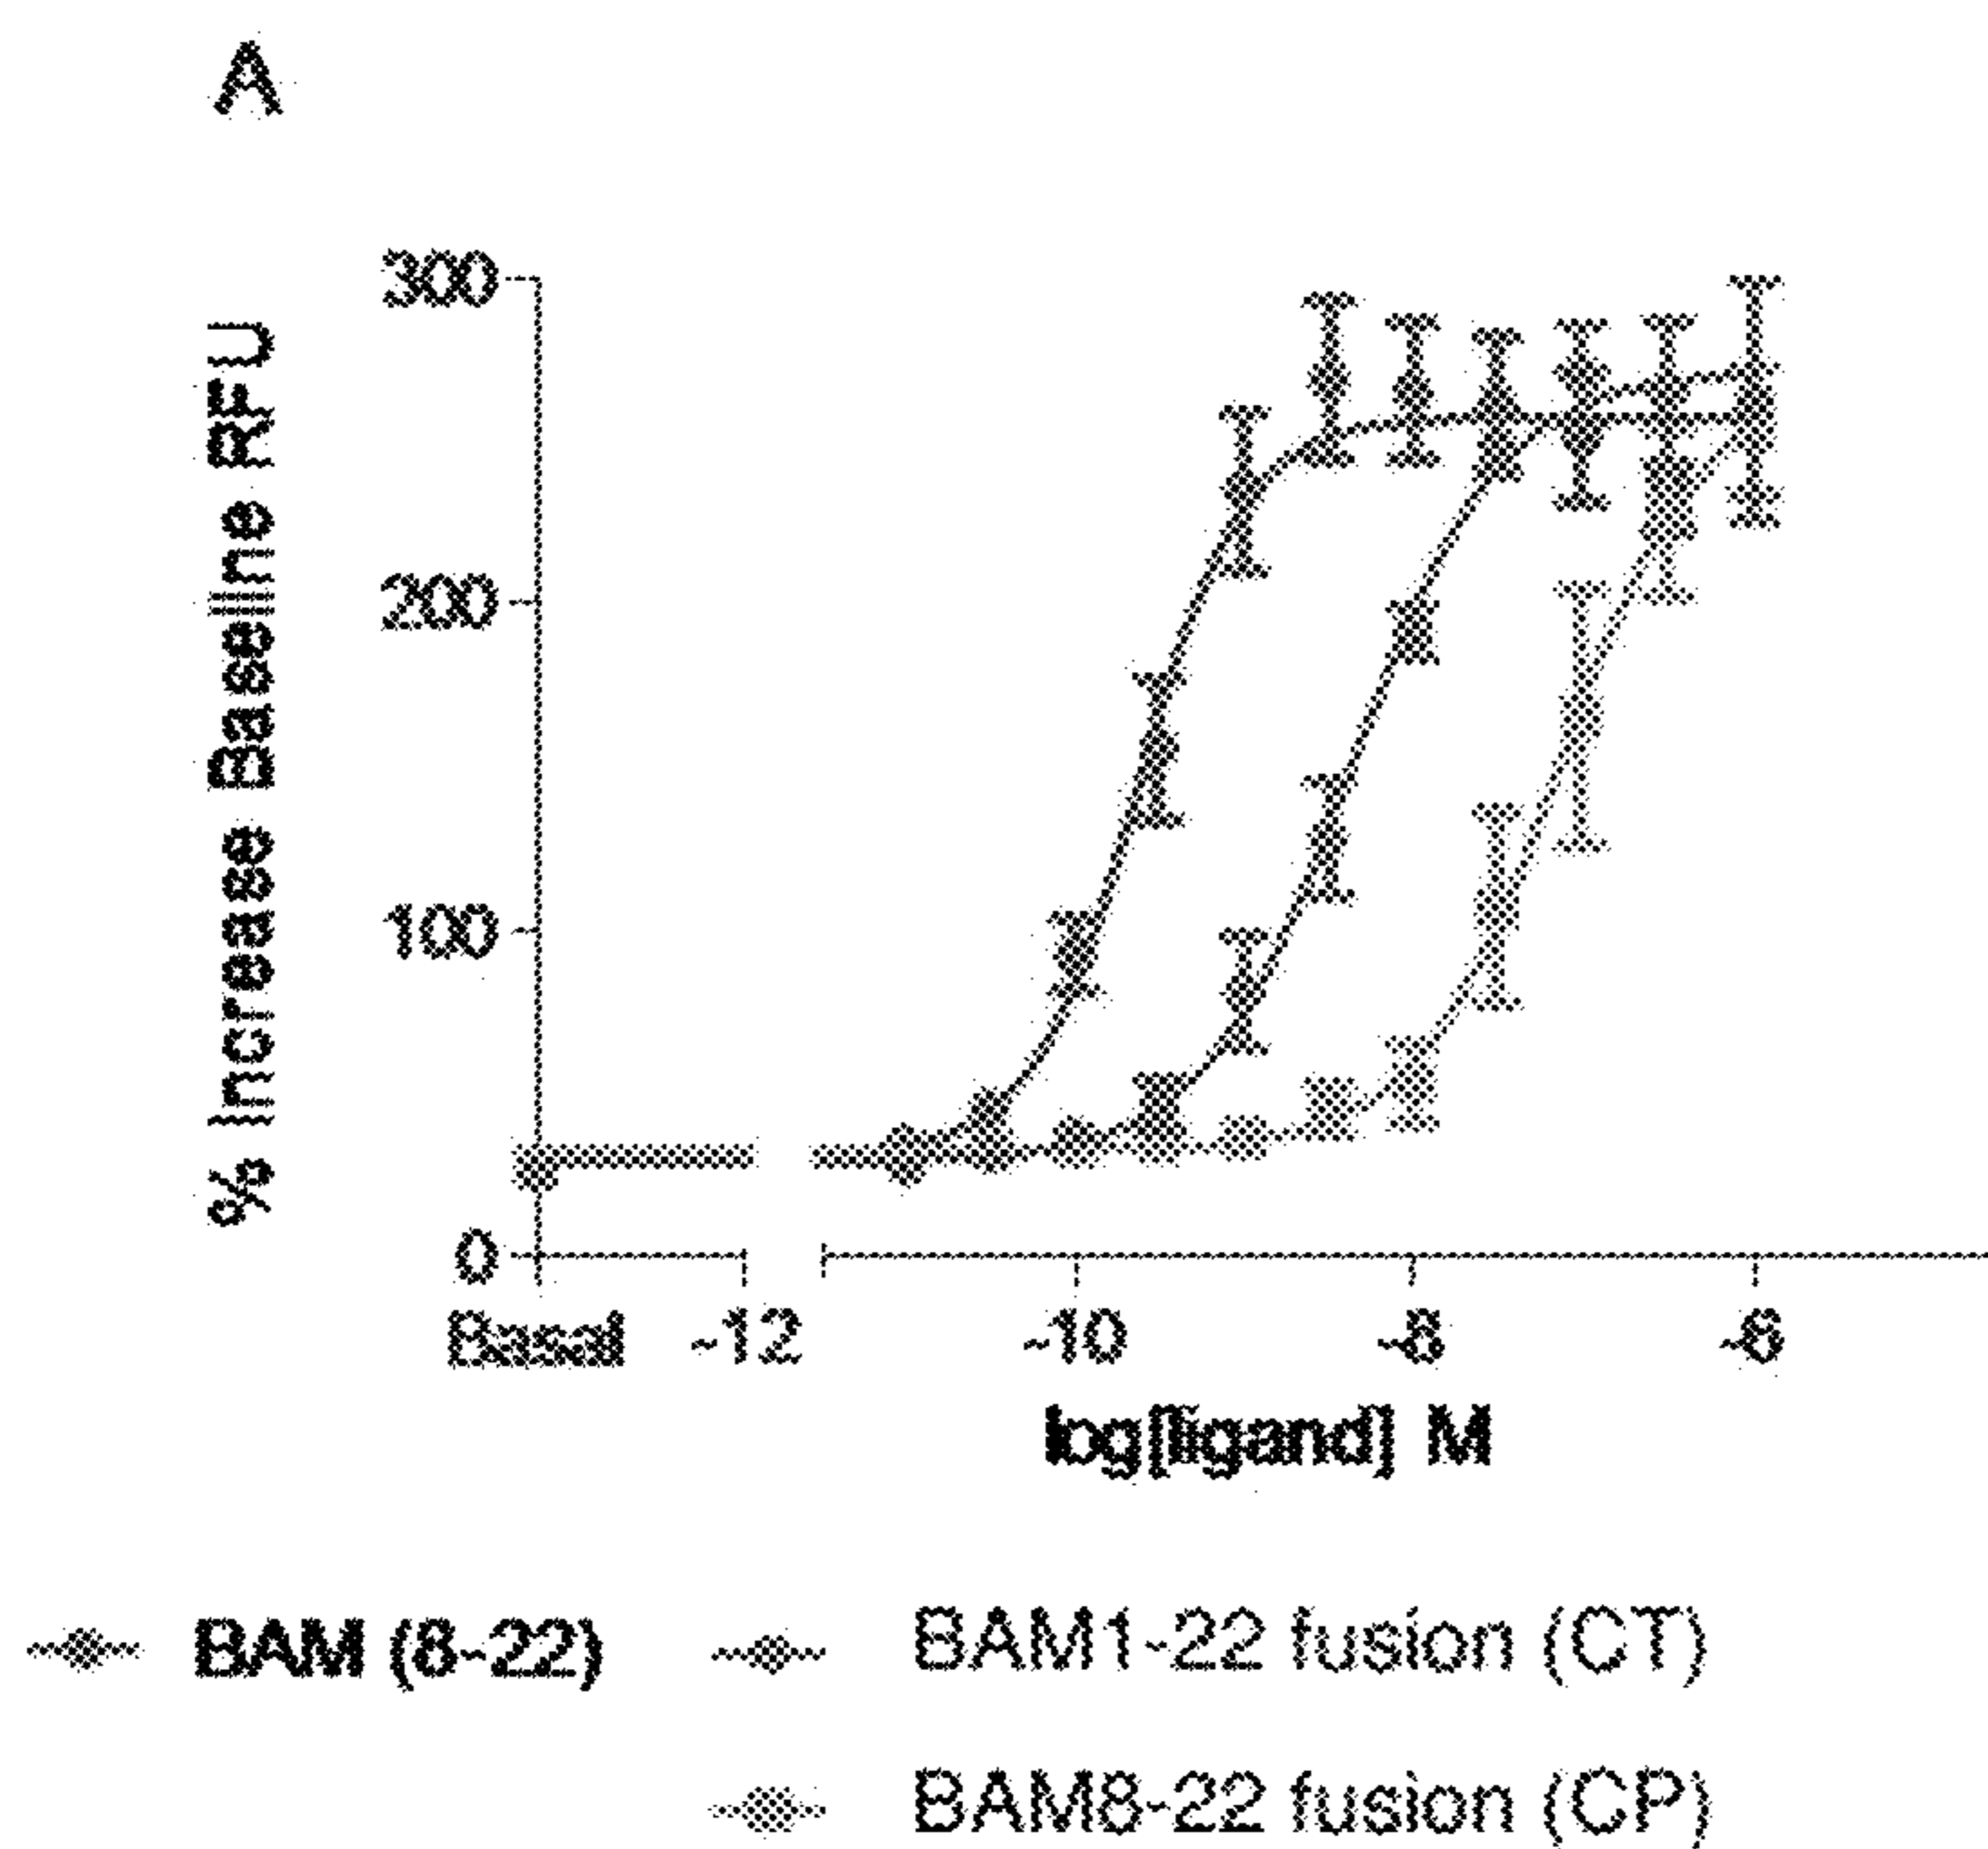 A
% Increase Baseline RFU
300
200
100
0
Basal -12 -10 -8 -6
log[ligand] M
BAM (8-22) BAM1-22 fusion (CT)
BAM8-22 fusion (CP)